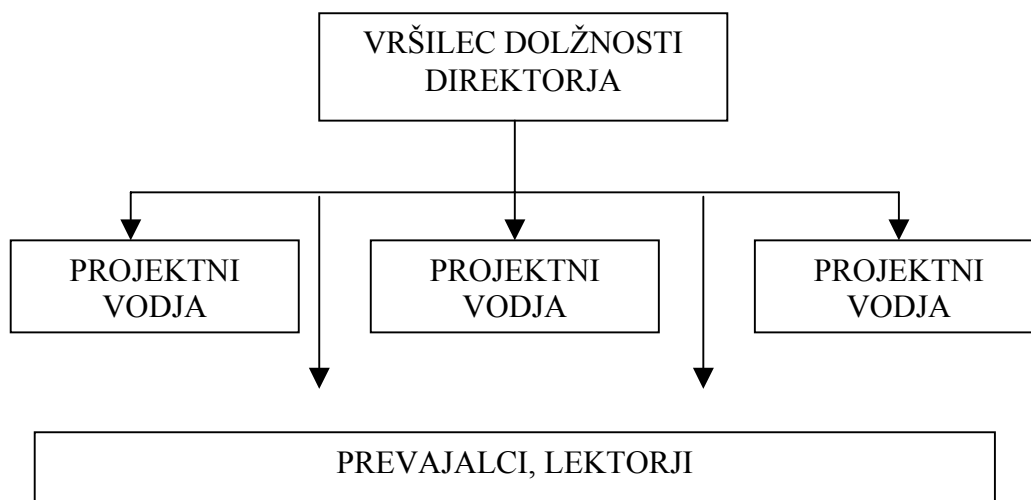 VRŠILEC DOLŽNOSTI
DIREKTORJA
PROJEKTNI
VODJA
PROJEKTNI
VODJA
PROJEKTNI
VODJA
PREVAJALCI, LEKTORJI